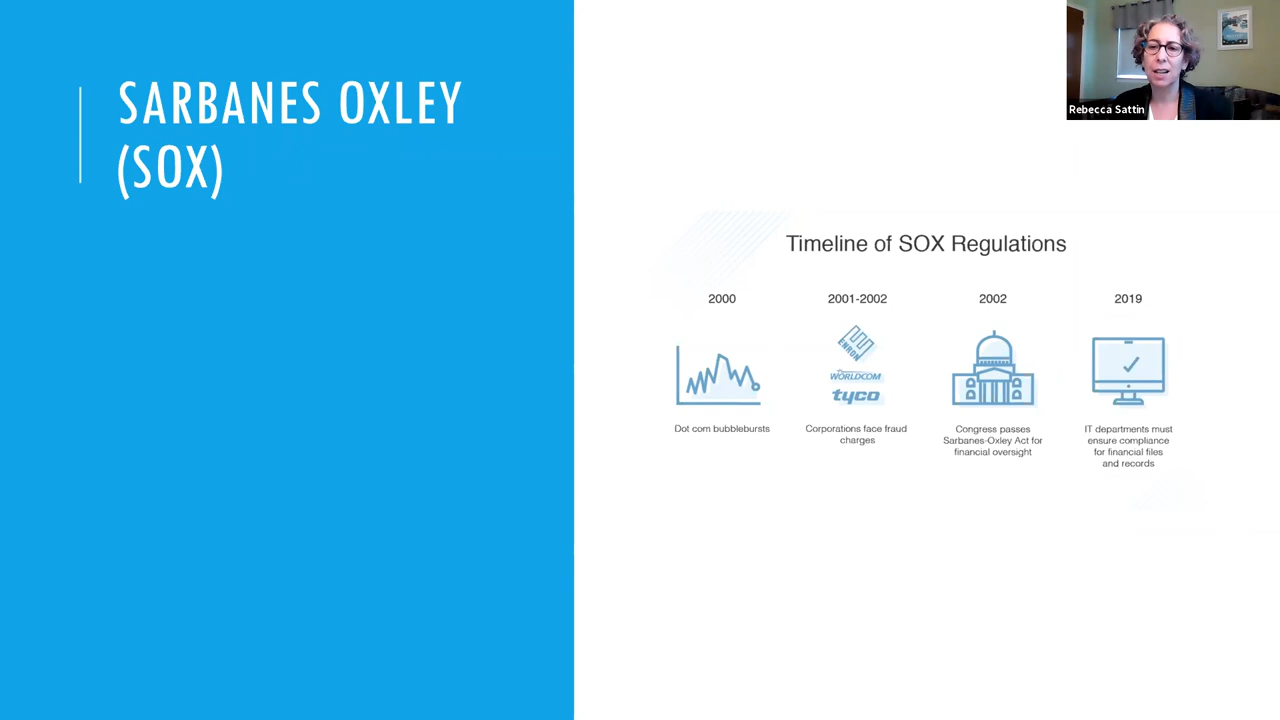 SARBANES OXLEY
(SOX)
Rebecca Sattin
Timeline of SOX Regulations
2000
2001-2002
2002
2019
ENRON
WORLDCOM
tyco
Dot com bubblebursts
Corporations face fraud
charges
Congress passes
Sarbanes-Oxley Act for
financial oversight
IT departments must
ensure compliance
for financial files
and records